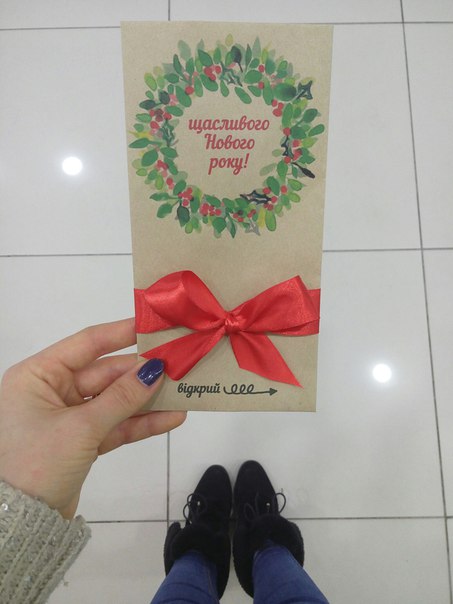 щасливого
Нового
року!
відкрий